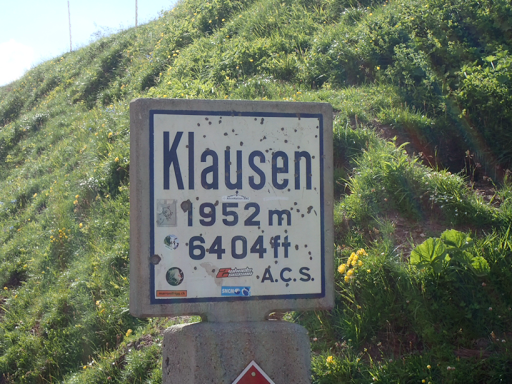 Klausen
1952 m
6404 ft
A.C.S.